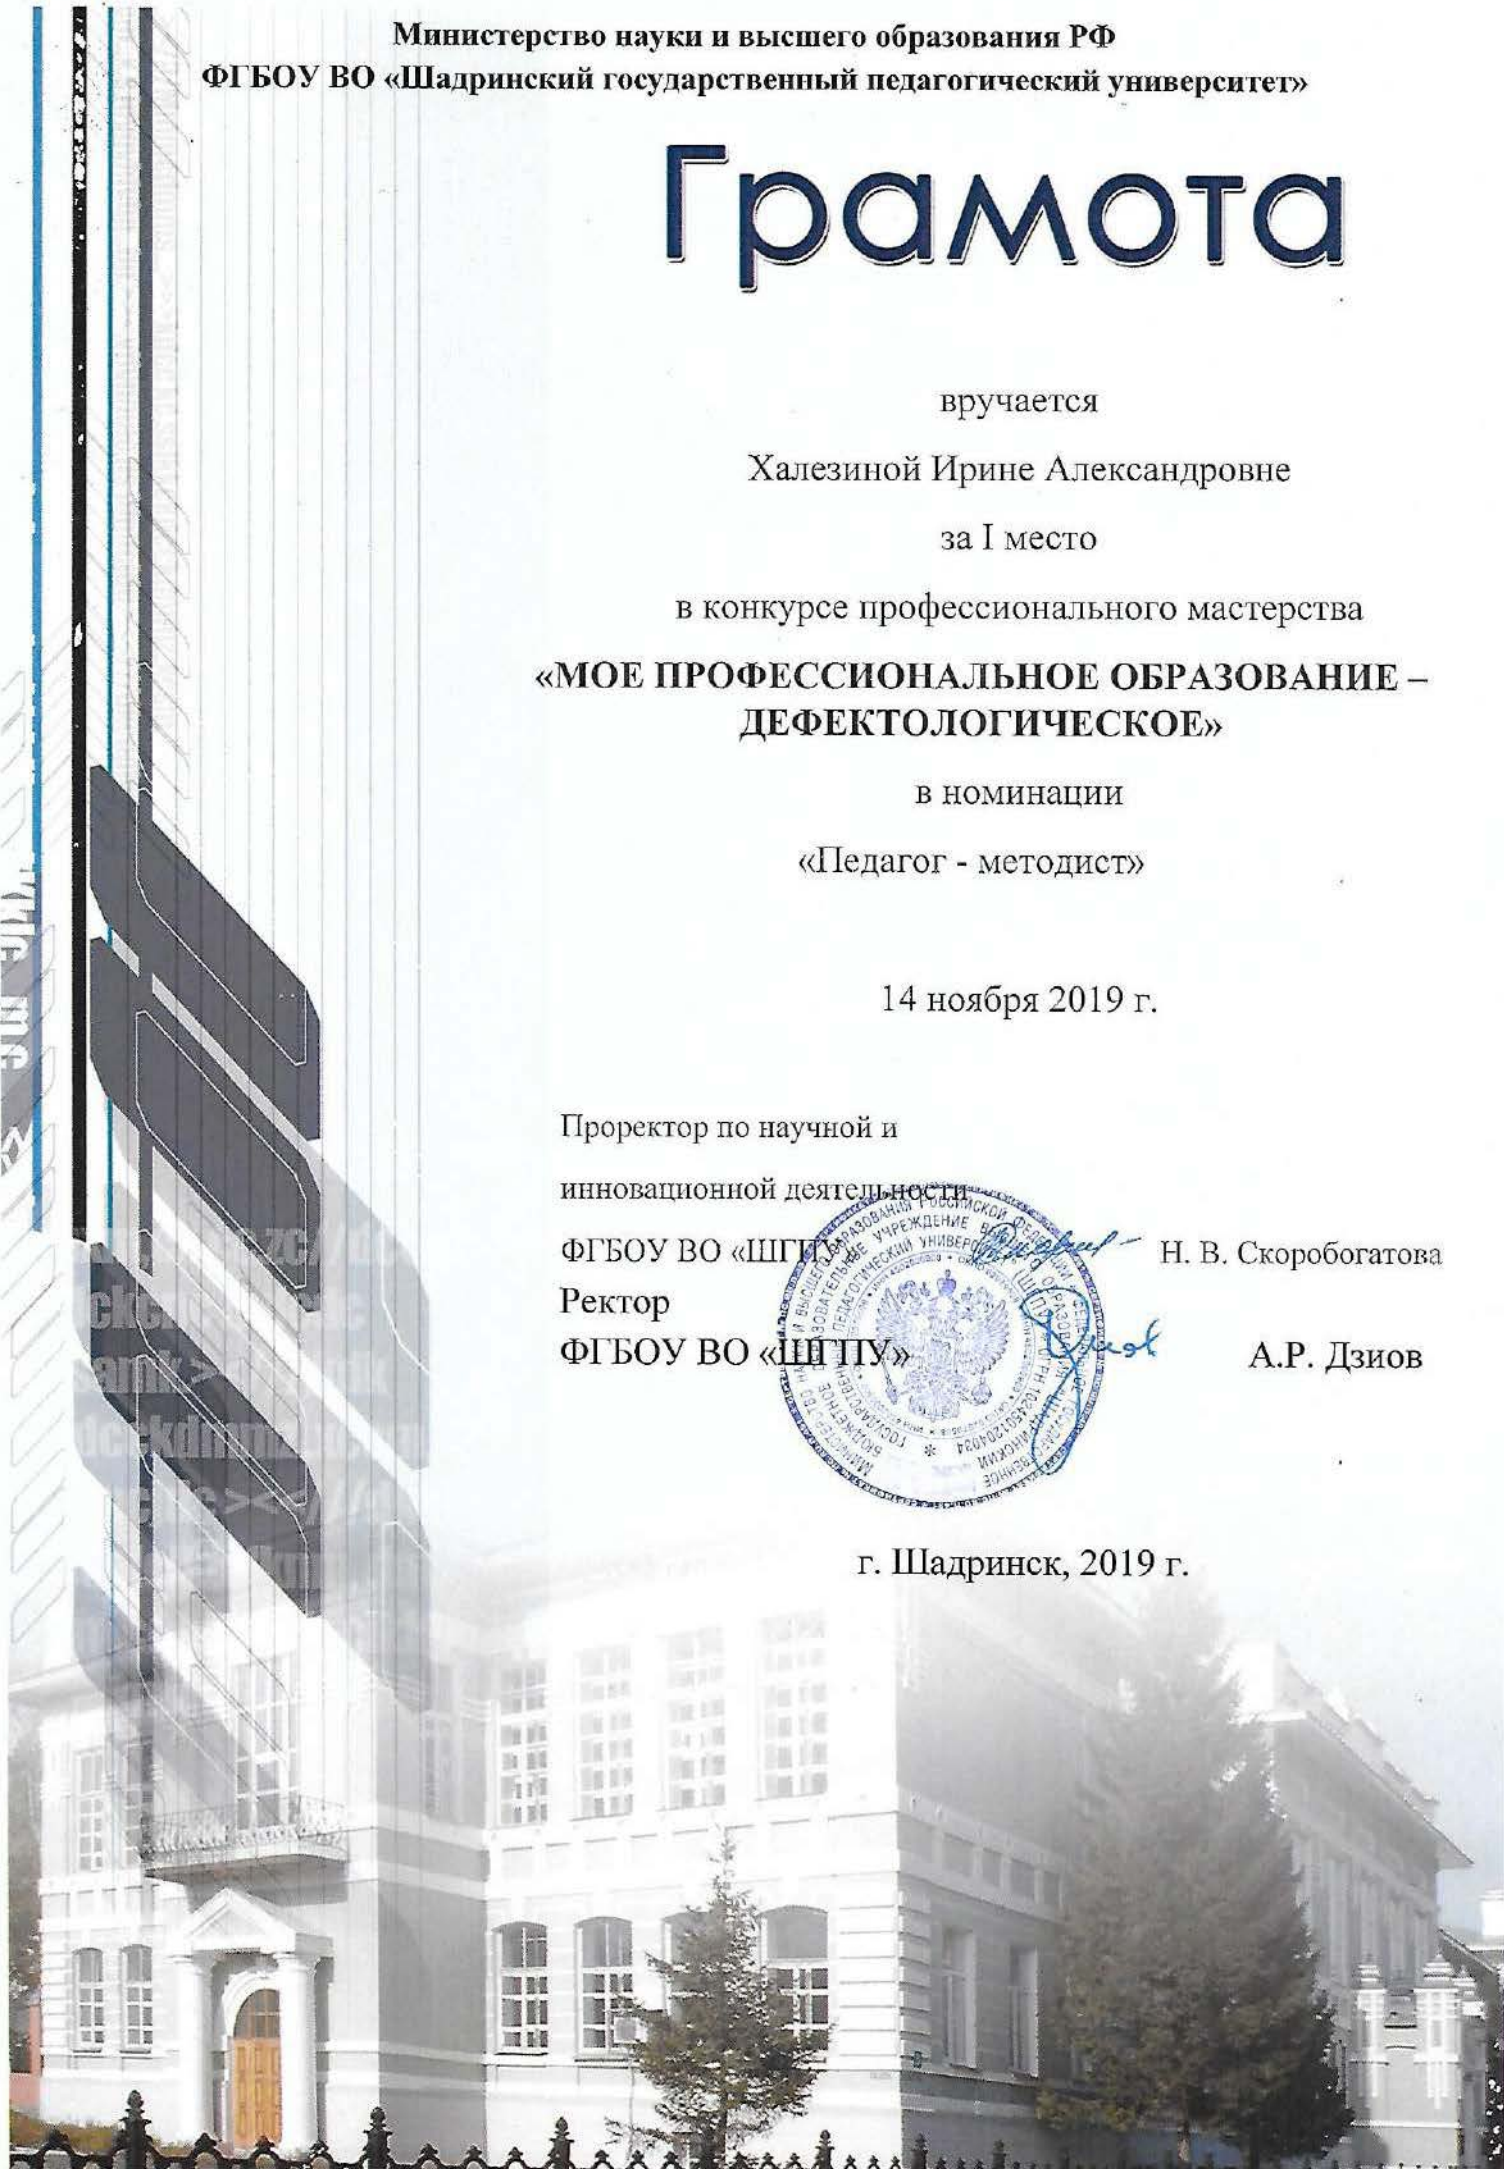 Министерство науки и высшего образования РФ
ФГБОУ ВО «Шадринский государственный педагогический университет»
Грамота
вручается
Халезиной Ирине Александровне
за I место
в конкурсе профессионального мастерства
«МОЕ ПРОФЕССИОНАЛЬНОЕ ОБРАЗОВАНИЕ –
ДЕФЕКТОЛОГИЧЕСКОЕ»
в номинации
«Педагог - методист»
14 ноября 2019 г.
Проректор по научной и
инновационной деятельности
ФГБОУ ВО «ШГПУ» Н. В. Скоробогатова
Ректор
ФГБОУ ВО «ШГПУ» А.Р. Дзиов
г. Шадринск, 2019 г.